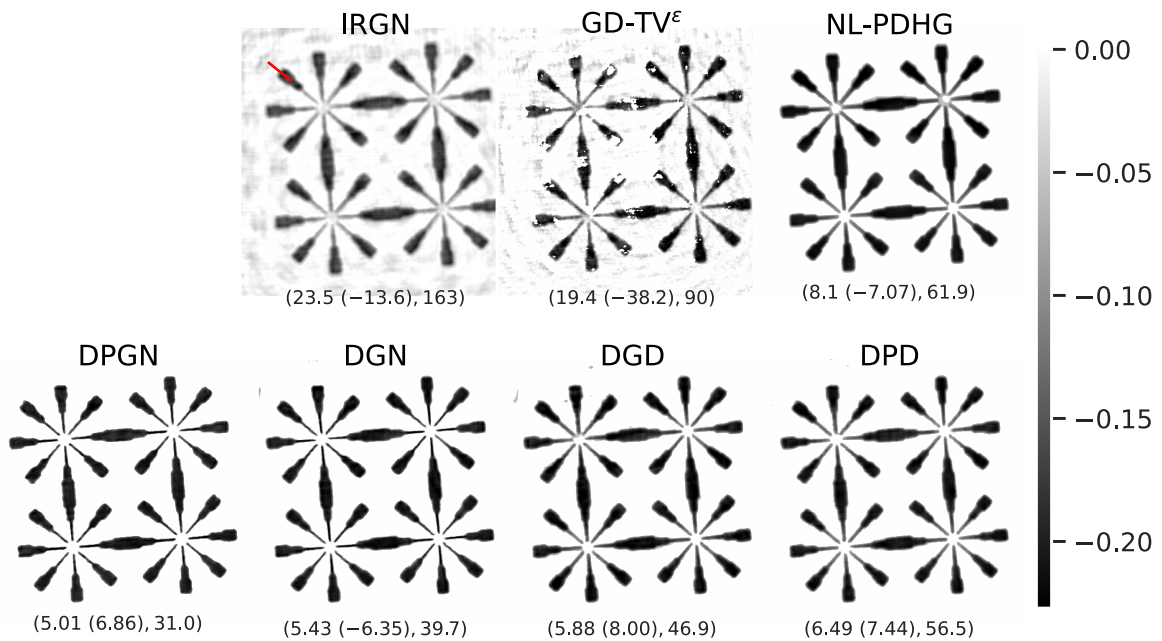 IRGN
GD-TVᵋ
NL-PDHG
(23.5 (−13.6), 163)
(19.4 (−38.2), 90)
(8.1 (−7.07), 61.9)
DPGN
DGN
DGD
DPD
(5.01 (6.86), 31.0)
(5.43 (−6.35), 39.7)
(5.88 (8.00), 46.9)
(6.49 (7.44), 56.5)
0.00
−0.05
−0.10
−0.15
−0.20